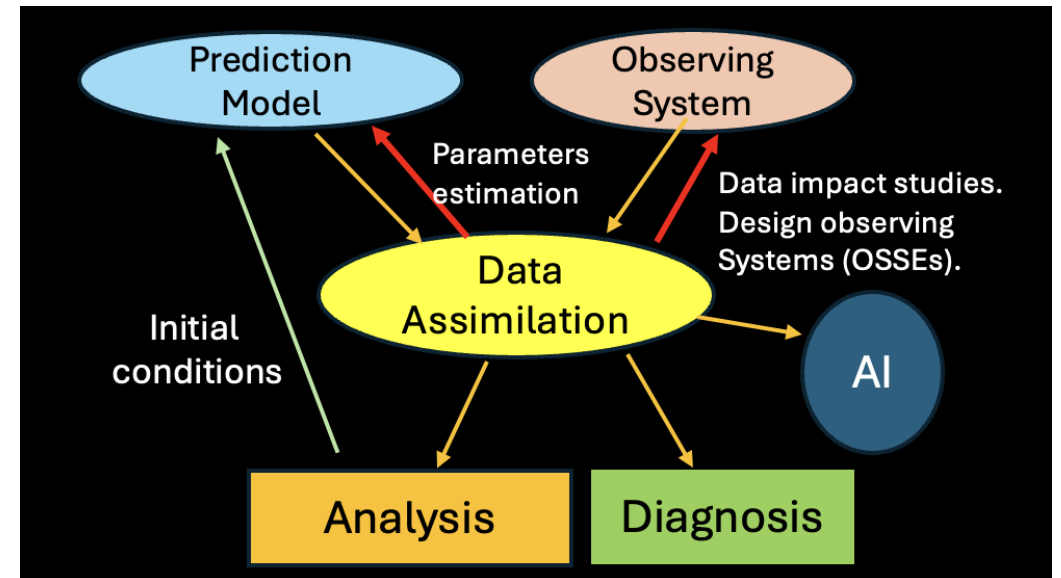 Prediction
Model
Observing
System
Parameters
estimation
Data impact studies.
Design observing
Systems (OSSEs).
Data
Assimilation
Initial
conditions
AI
Analysis
Diagnosis